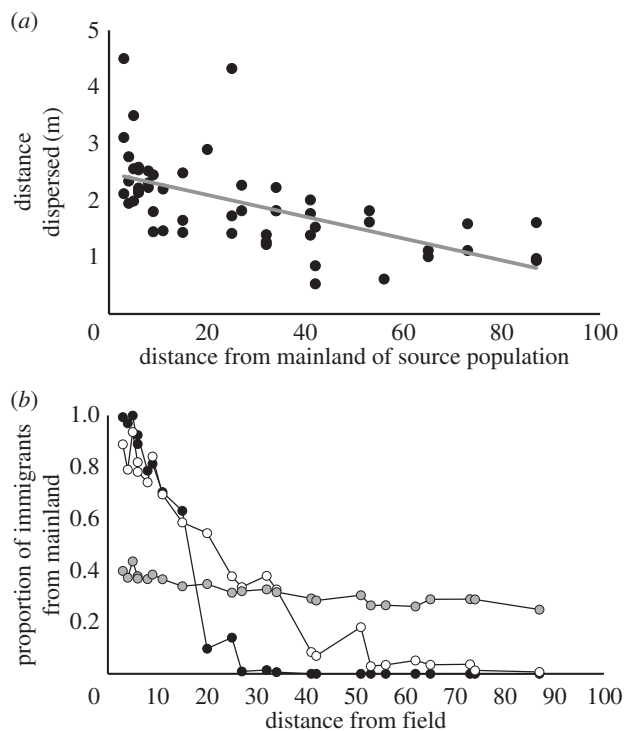 (a)
5
4
3
2
1
distance
dispersed (m)
0 20 40 60 80 100
distance from mainland of source population
(b)
1.0
0.8
0.6
0.4
0.2
proportion of immigrants
from mainland
0 10 20 30 40 50 60 70 80 90 100
distance from field